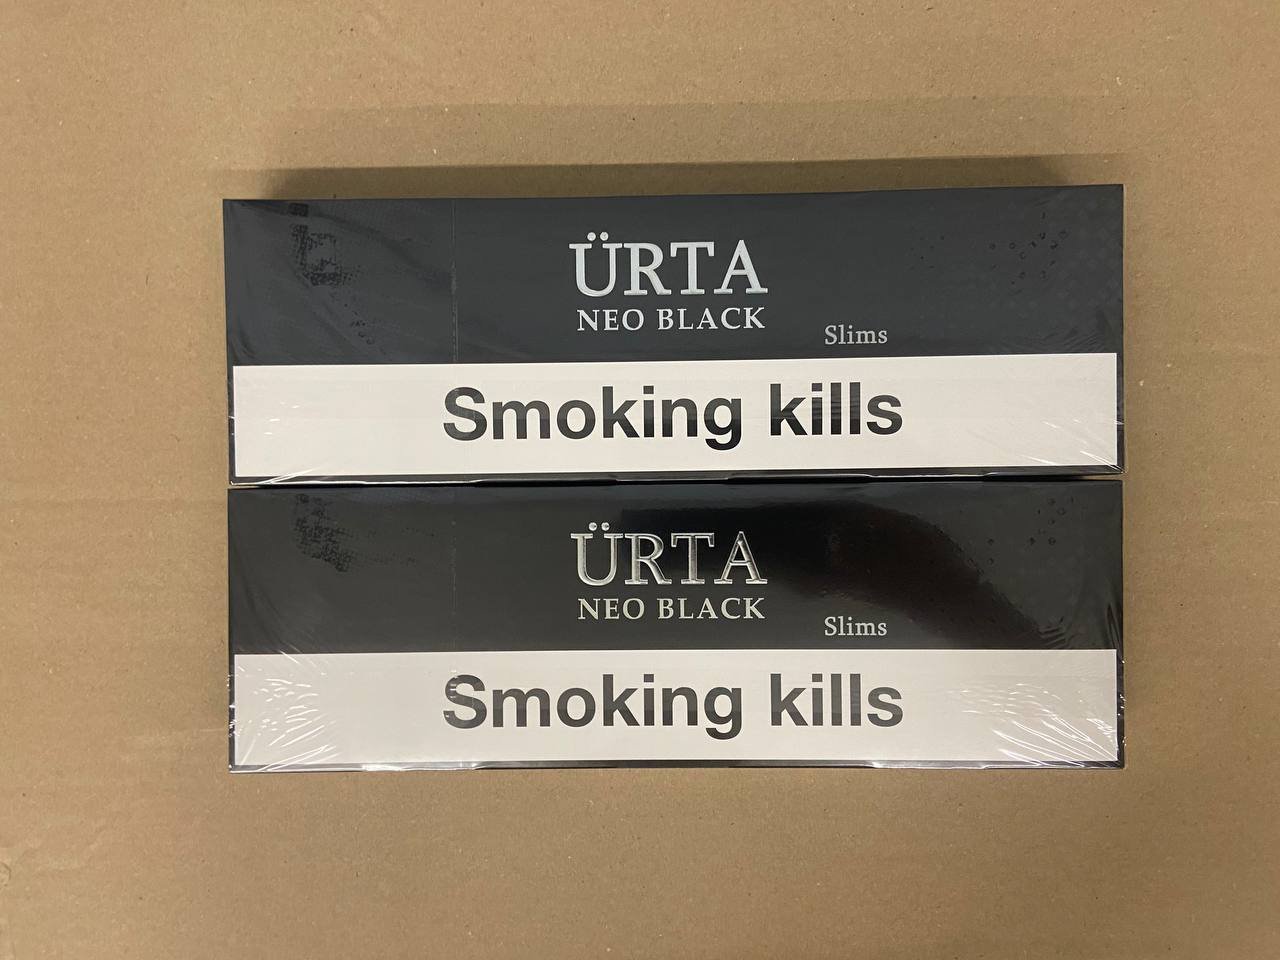 ÜRTA
NEO BLACK
Slims
Smoking kills
ÜRTA
NEO BLACK
Slims
Smoking kills